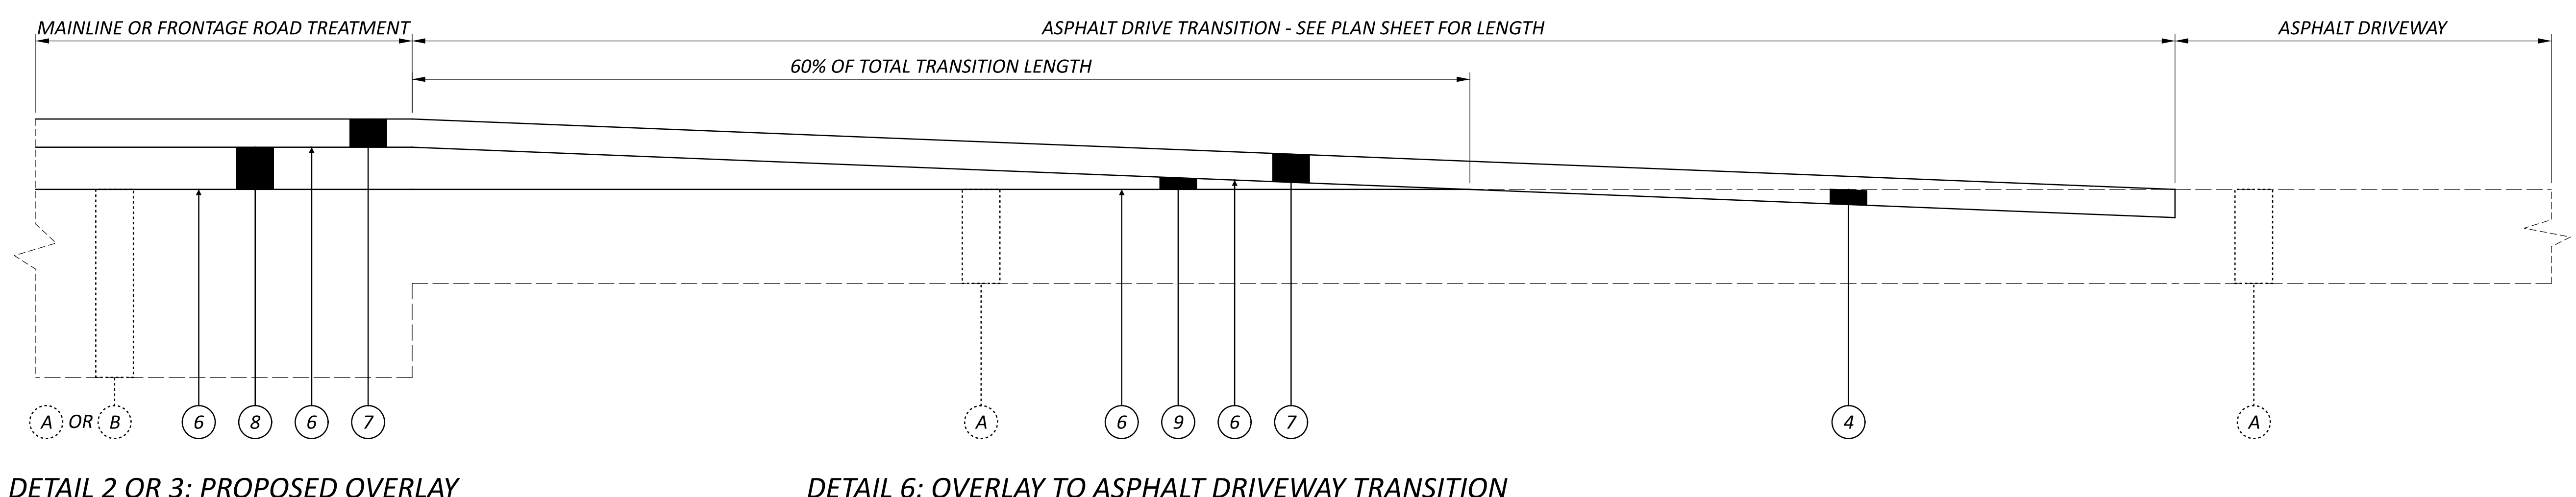 MAINLINE OR FRONTAGE ROAD TREATMENT
ASPHALT DRIVE TRANSITION - SEE PLAN SHEET FOR LENGTH
ASPHALT DRIVEWAY
60% OF TOTAL TRANSITION LENGTH
A OR B 6 8 6 7 A 6 9 6 7 4 A
DETAIL 2 OR 3: PROPOSED OVERLAY
DETAIL 6: OVERLAY TO ASPHALT DRIVEWAY TRANSITION